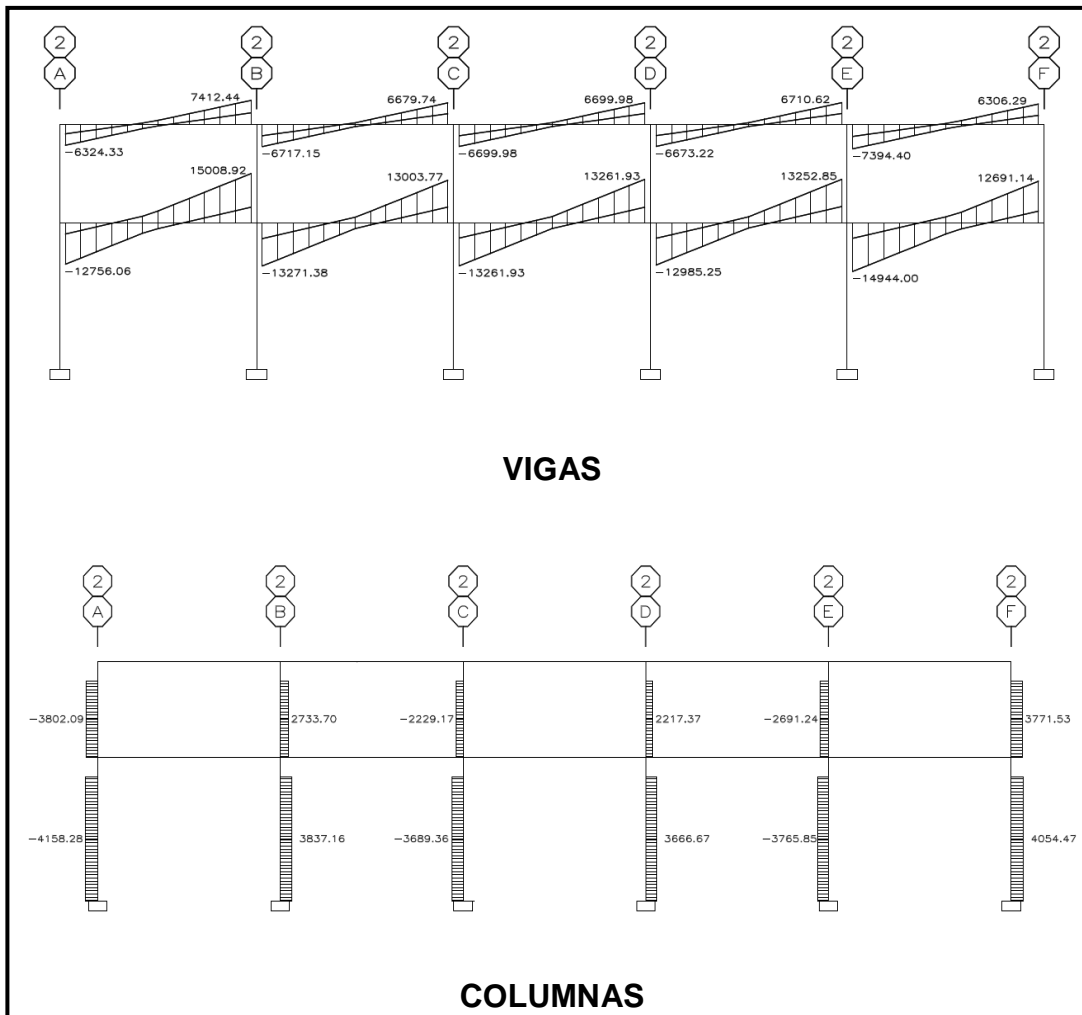 2 2 2 2 2 2
A B C D E F
7412.44 6679.74 6699.98 6710.62 6306.29
-6324.33 -6717.15 -6699.98 -6673.22 -7394.40
15008.92 13003.77 13261.93 13252.85 12691.14
-12756.06 -13271.38 -13261.93 -12985.25 -14944.00
VIGAS
2 2 2 2 2 2
A B C D E F
-3802.09 2733.70 -2229.17 2217.37 -2691.24 3771.53
-4158.28 3837.16 -3689.36 3666.67 -3765.85 4054.47
COLUMNAS